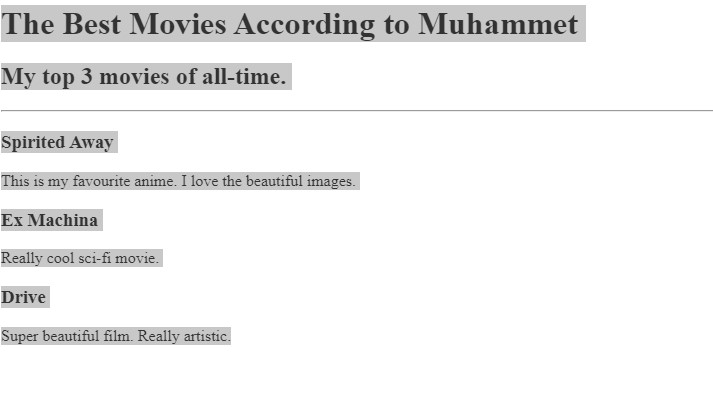 The Best Movies According to Muhammet
My top 3 movies of all-time.
Spirited Away
This is my favourite anime. I love the beautiful images.
Ex Machina
Really cool sci-fi movie.
Drive
Super beautiful film. Really artistic.